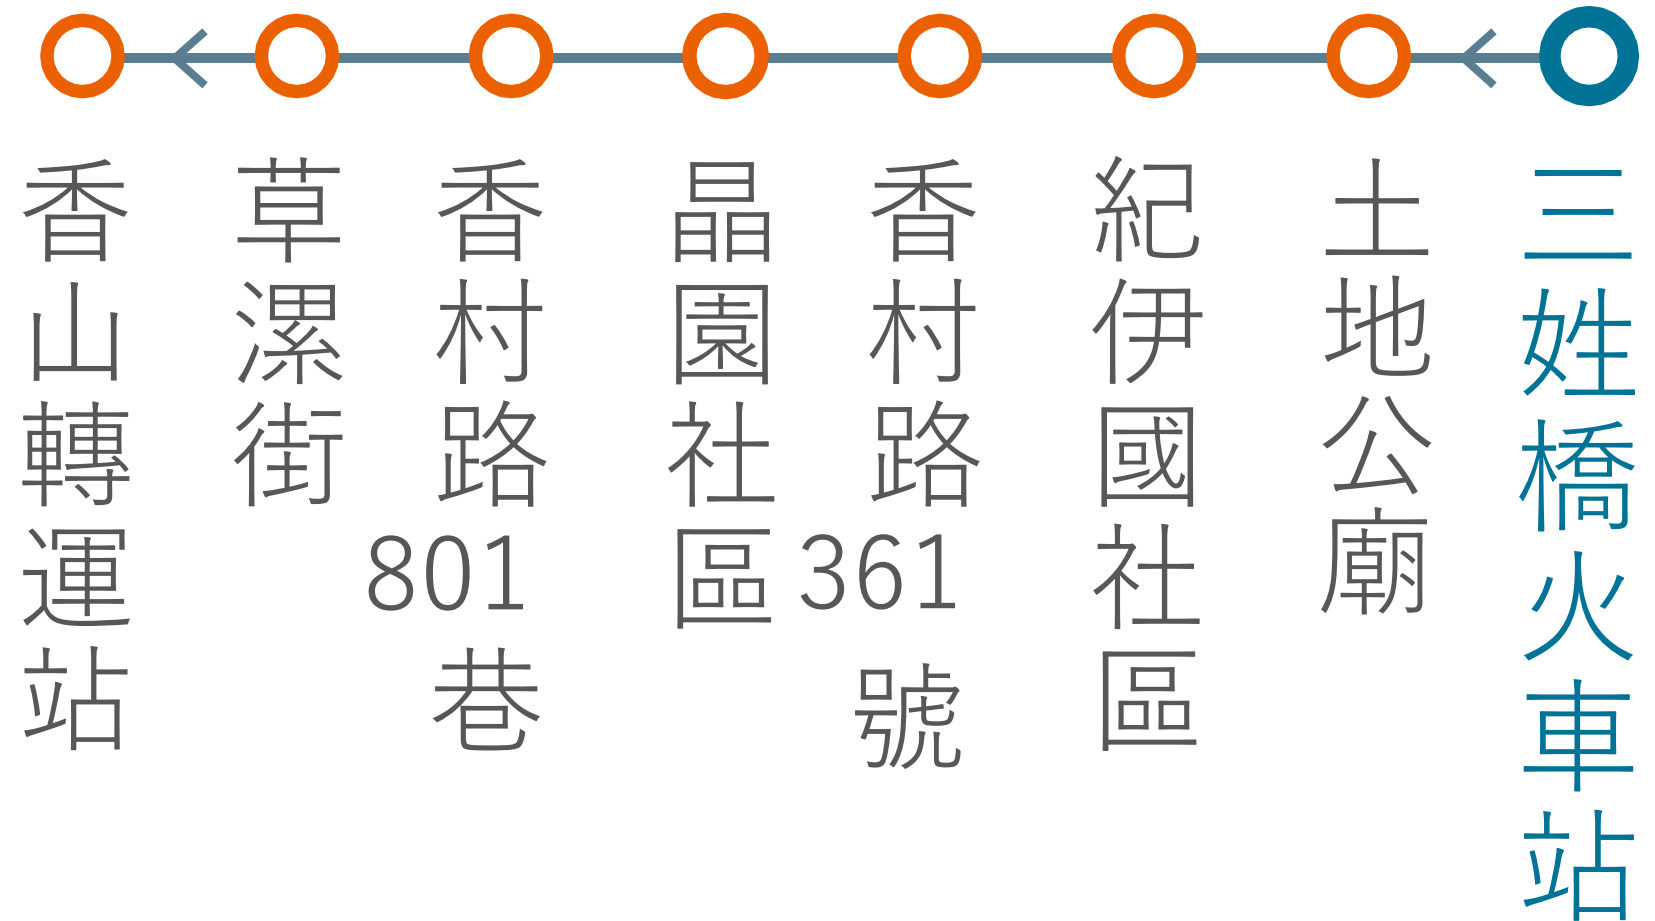 三姓橋火車站
土地公廟
紀伊國社區
香村路361號
晶園社區
香村路801巷
草漯街
香山轉運站